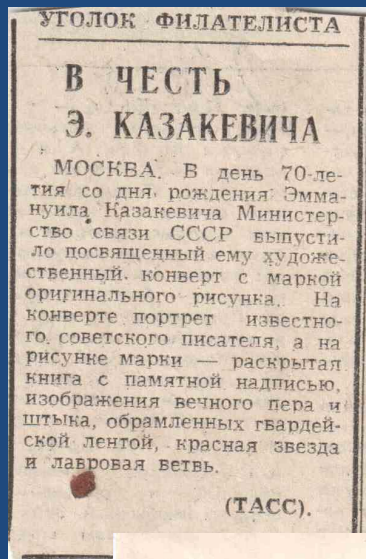 УГОЛОК ФИЛАТЕЛИСТА
В ЧЕСТЬ
Э. КАЗАКЕВИЧА
МОСКВА. В день 70-ле-
тия со дня рождения Эмма-
нуила Казакевича Министер-
ство связи СССР выпусти-
ло посвященный ему художе-
ственный конверт с маркой
оригинального рисунка. На
конверте портрет известно-
го советского писателя, а на
рисунке марки — раскрытая
книга с памятной надписью,
изображения вечного пера и
штыка, обрамленных гвардей-
ской лентой, красная звезда
и лавровая ветвь.
(ТАСС).